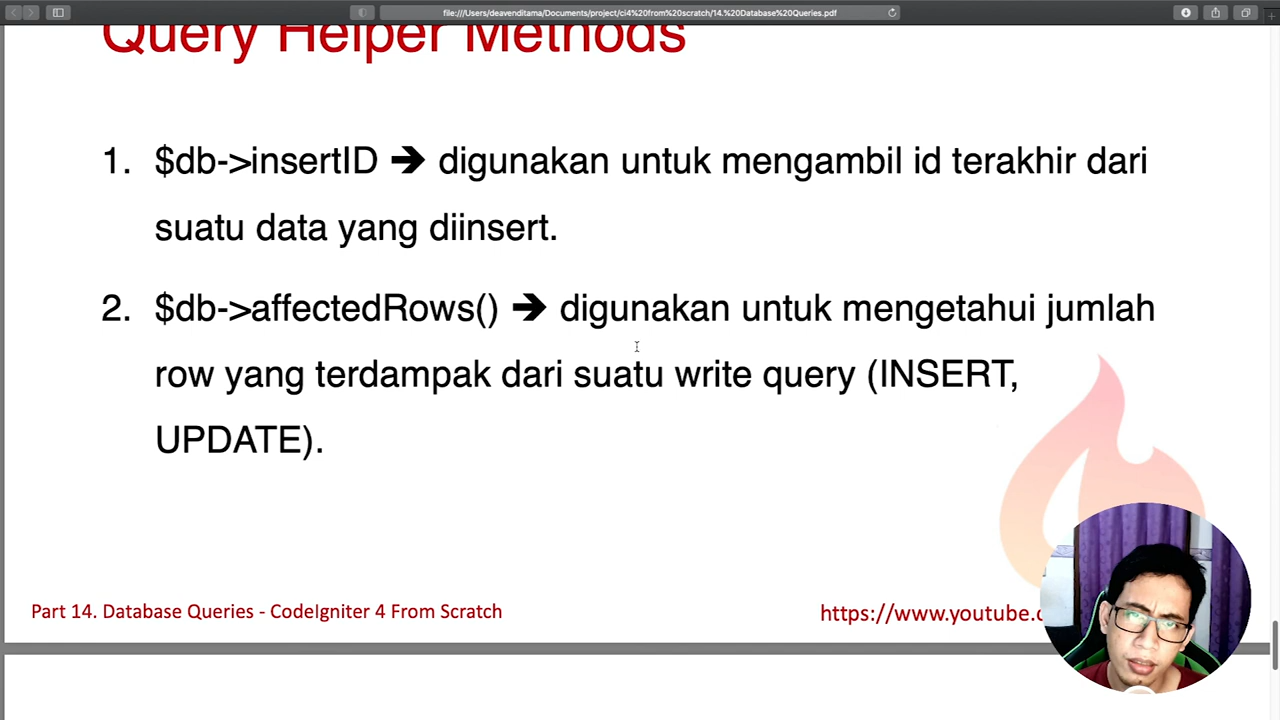 file:///Users/deavenditama/Documents/project/ci4%20from%20scratch/14.%20Database%20Queries.pdf
Query Helper Methods
1. $db->insertID ➔ digunakan untuk mengambil id terakhir dari
suatu data yang diinsert.
2. $db->affectedRows() ➔ digunakan untuk mengetahui jumlah
row yang terdampak dari suatu write query (INSERT,
UPDATE).
Part 14. Database Queries - CodeIgniter 4 From Scratch
https://www.youtube.c